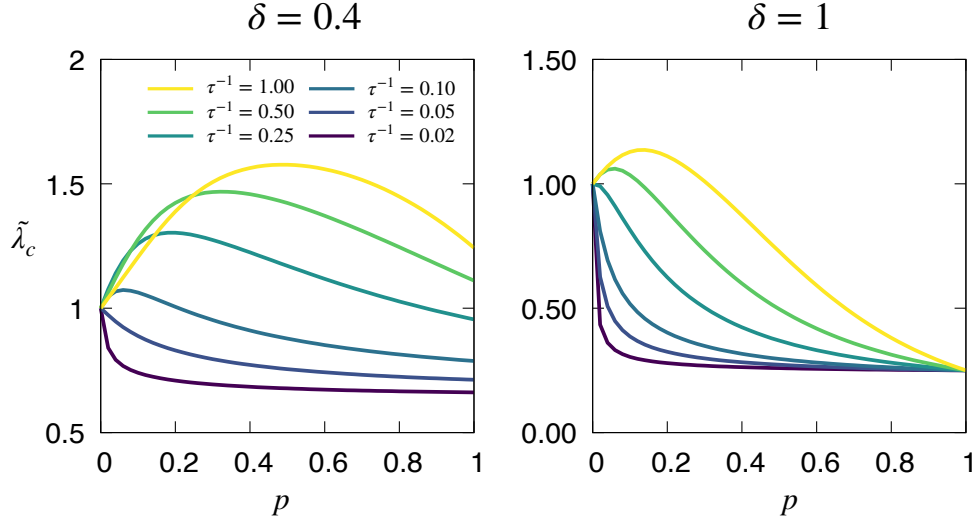 δ = 0.4
δ = 1
2
1.5
1
0.5
λ̃c
τ⁻¹ = 1.00
τ⁻¹ = 0.50
τ⁻¹ = 0.25
τ⁻¹ = 0.10
τ⁻¹ = 0.05
τ⁻¹ = 0.02
0 0.2 0.4 0.6 0.8 1
p
1.50
1.00
0.50
0.00
0 0.2 0.4 0.6 0.8 1
p